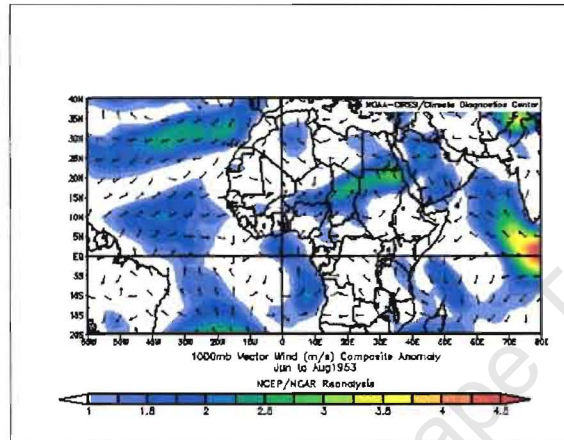 NOAA-CIRES/Climate Diagnostics Center
40N
35N
30N
25N
20N
15N
10N
5N
EQ
5S
10S
15S
20S
60W 50W 40W 30W 20W 10W 0 10E 20E 30E 40E 50E 60E 70E 80E
1000mb Vector Wind (m/s) Composite Anomaly
Jun to Aug 1953
NCEP/NCAR Reanalysis
1 1.5 2 2.5 3 3.5 4 4.5